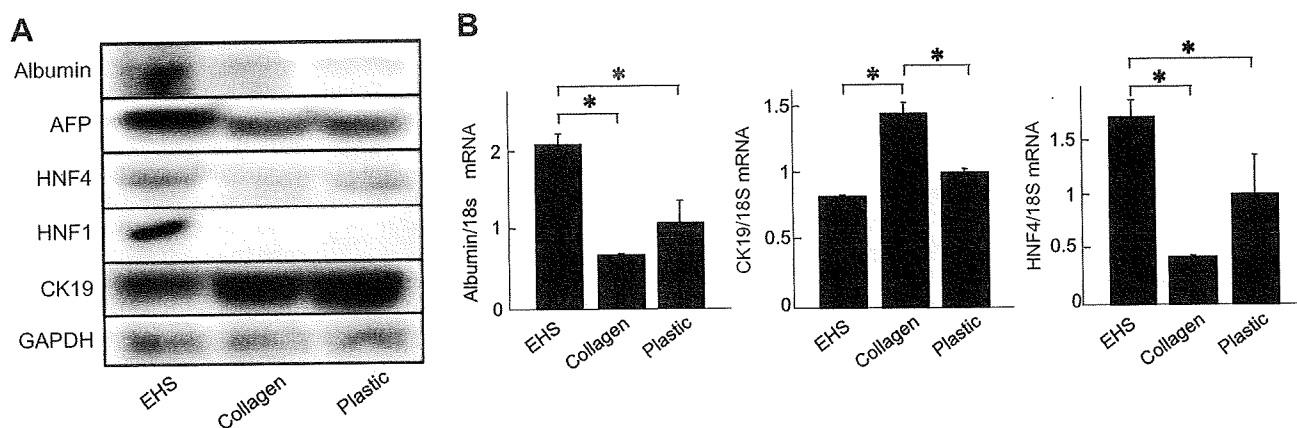 A
Albumin
AFP
HNF4
HNF1
CK19
GAPDH
EHS
Collagen
Plastic
B
Albumin/18s mRNA
2
1
0
*
*
EHS
Collagen
Plastic
CK19/18S mRNA
1.5
1
0.5
0
*
*
EHS
Collagen
Plastic
HNF4/18S mRNA
1.5
1
0.5
0
*
*
EHS
Collagen
Plastic